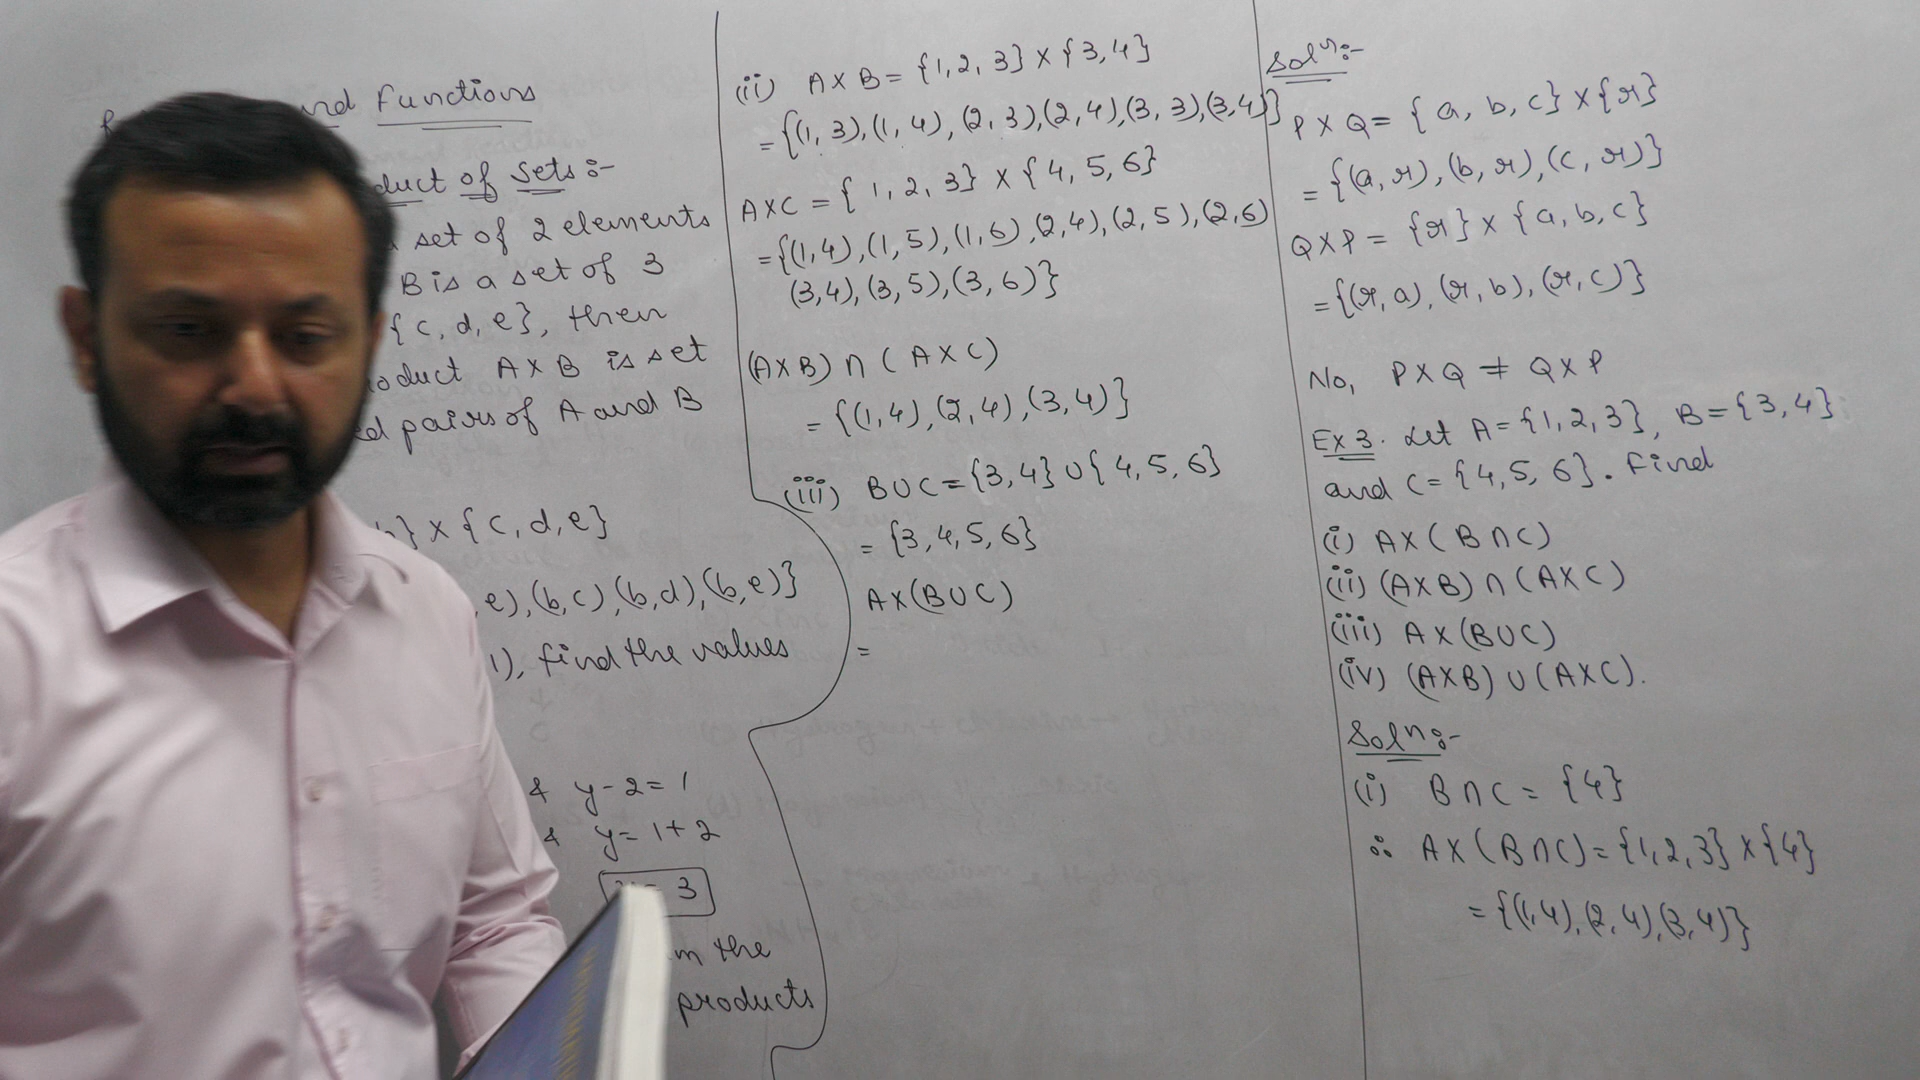 and Functions
duct of sets :-
set of 2 elements
B is a set of 3
{c, d, e}, then
oduct A X B is set
ed pairs of A and B
} X {c, d, e}
, e), (b, c), (b, d), (b, e)}
1), find the values
& y - 2 = 1
& y = 1 + 2
3
m the
products
(ii) A X B = {1, 2, 3} X {3, 4}
= {(1, 3), (1, 4), (2, 3), (2, 4), (3, 3), (3, 4)}
A X C = {1, 2, 3} X {4, 5, 6}
= {(1, 4), (1, 5), (1, 6), (2, 4), (2, 5), (2, 6)
(3, 4), (3, 5), (3, 6)}
(A X B) ∩ (A X C)
= {(1, 4), (2, 4), (3, 4)}
(iii) B ∪ C = {3, 4} ∪ {4, 5, 6}
= {3, 4, 5, 6}
A X (B ∪ C)
=
Solⁿ:-
P X Q = {a, b, c} X {r}
= {(a, r), (b, r), (c, r)}
Q X P = {r} X {a, b, c}
= {(r, a), (r, b), (r, c)}
No, P X Q ≠ Q X P
EX 3. Let A = {1, 2, 3}, B = {3, 4}
and C = {4, 5, 6}. Find
(i) A X (B ∩ C)
(ii) (A X B) ∩ (A X C)
(iii) A X (B ∪ C)
(iv) (A X B) ∪ (A X C).
Solⁿ:-
(i) B ∩ C = {4}
∴ A X (B ∩ C) = {1, 2, 3} X {4}
= {(1, 4), (2, 4), (3, 4)}